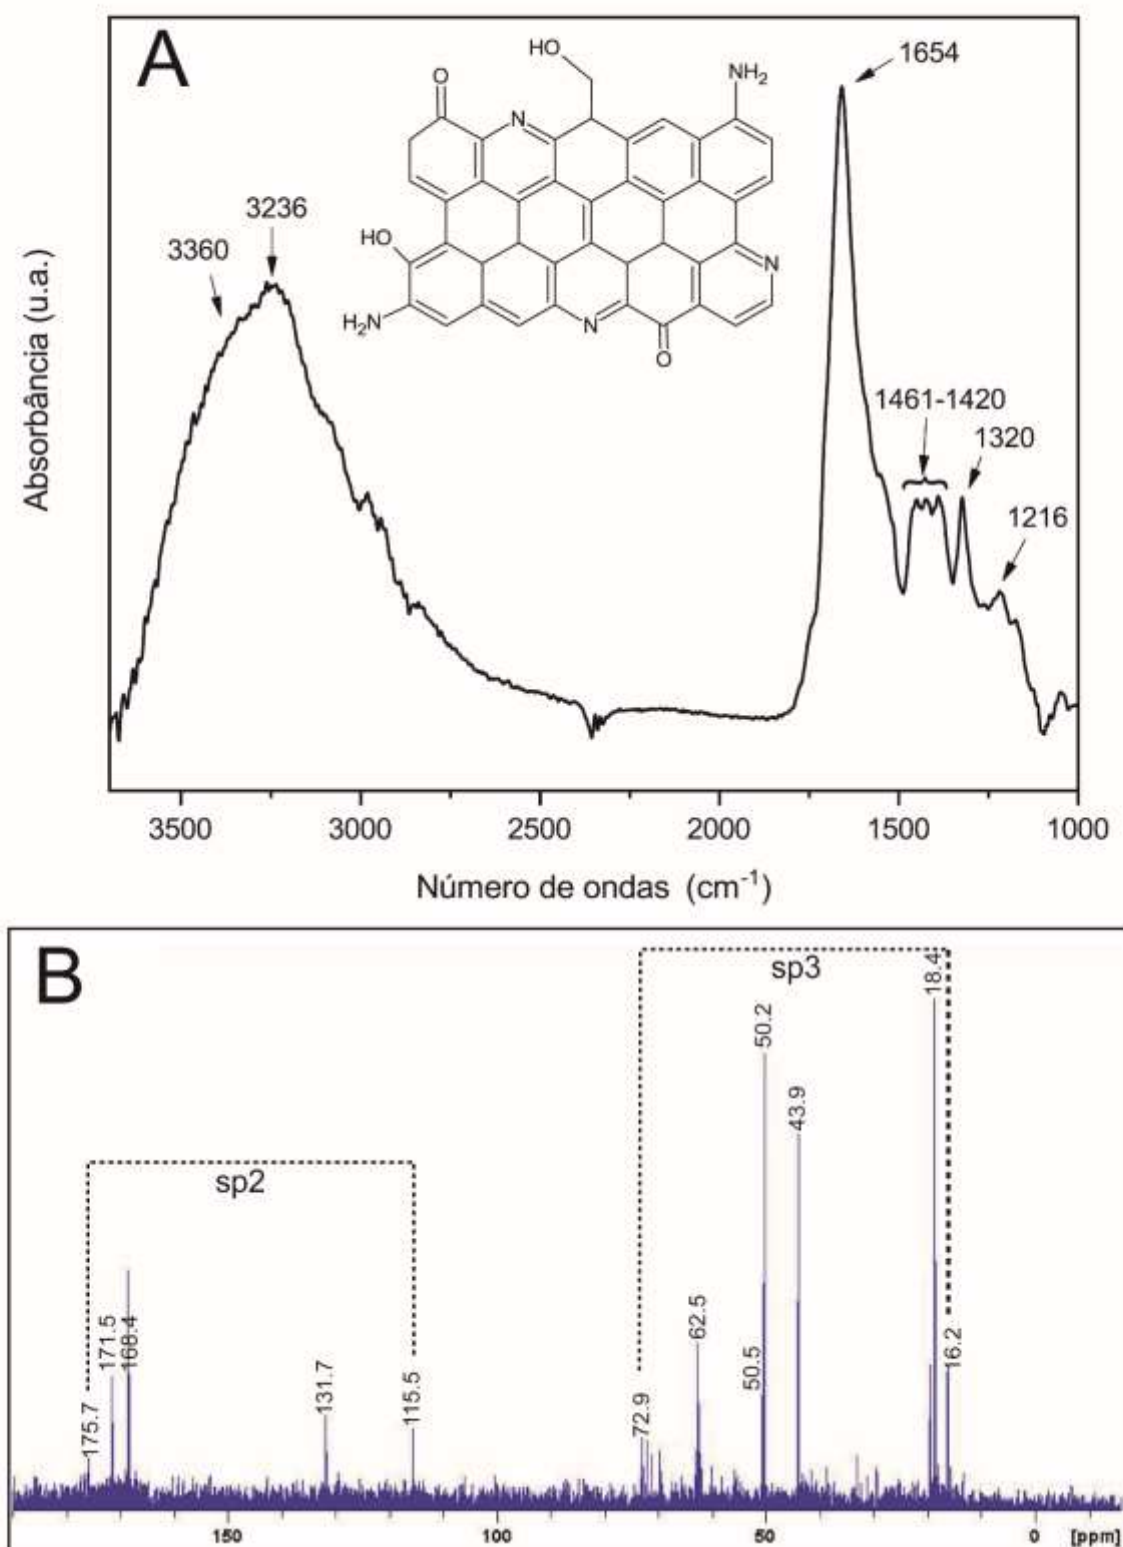 A
HO
O
NH₂
N
HO
N
H₂N
N
O
1654
3236
3360
1461-1420
1320
1216
Absorbância (u.a.)
3500 3000 2500 2000 1500 1000
Número de ondas (cm⁻¹)
B
sp3
18.4
50.2
43.9
sp2
171.5
168.4
62.5
50.5
16.2
131.7
115.5
72.9
175.7
150 100 50 0 [ppm]